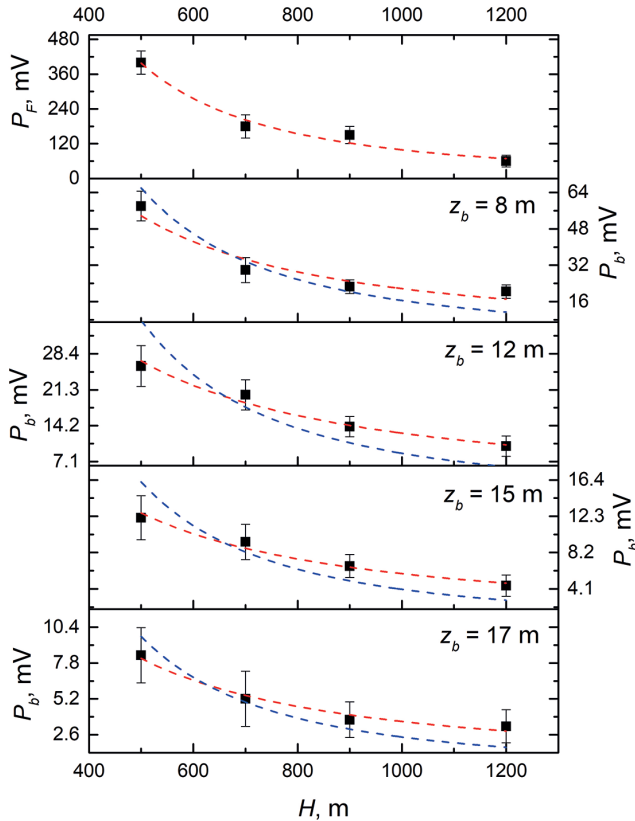 400 600 800 1000 1200
480
360
240
120
0
P_F, mV
64
48
32
16
P_b, mV
z_b = 8 m
28.4
21.3
14.2
7.1
P_b, mV
z_b = 12 m
16.4
12.3
8.2
4.1
P_b, mV
z_b = 15 m
10.4
7.8
5.2
2.6
P_b, mV
z_b = 17 m
400 600 800 1000 1200
H, m